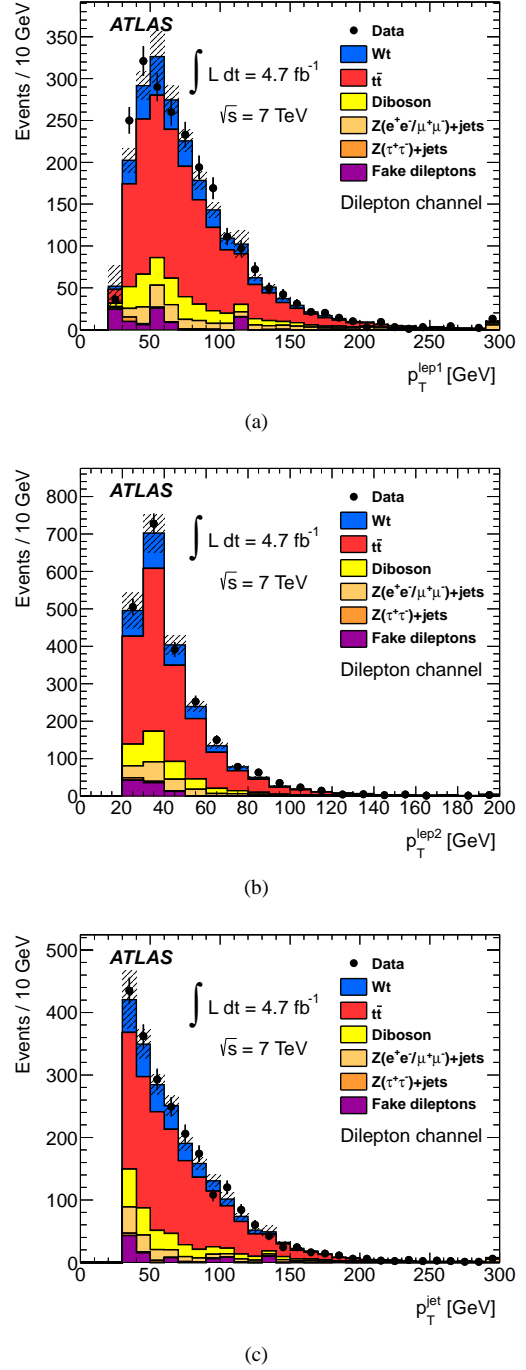 ATLAS
∫ L dt = 4.7 fb⁻¹
√s = 7 TeV
Data
Wt
tt̄
Diboson
Z(e⁺e⁻/μ⁺μ⁻)+jets
Z(τ⁺τ⁻)+jets
Fake dileptons
Dilepton channel
Events / 10 GeV
350
300
250
200
150
100
50
0
0 50 100 150 200 250 300
p_T^lep1 [GeV]
(a)
ATLAS
∫ L dt = 4.7 fb⁻¹
√s = 7 TeV
Data
Wt
tt̄
Diboson
Z(e⁺e⁻/μ⁺μ⁻)+jets
Z(τ⁺τ⁻)+jets
Fake dileptons
Dilepton channel
Events / 10 GeV
800
700
600
500
400
300
200
100
0
0 20 40 60 80 100 120 140 160 180 200
p_T^lep2 [GeV]
(b)
ATLAS
∫ L dt = 4.7 fb⁻¹
√s = 7 TeV
Data
Wt
tt̄
Diboson
Z(e⁺e⁻/μ⁺μ⁻)+jets
Z(τ⁺τ⁻)+jets
Fake dileptons
Dilepton channel
Events / 10 GeV
500
400
300
200
100
0
0 50 100 150 200 250 300
p_T^jet [GeV]
(c)